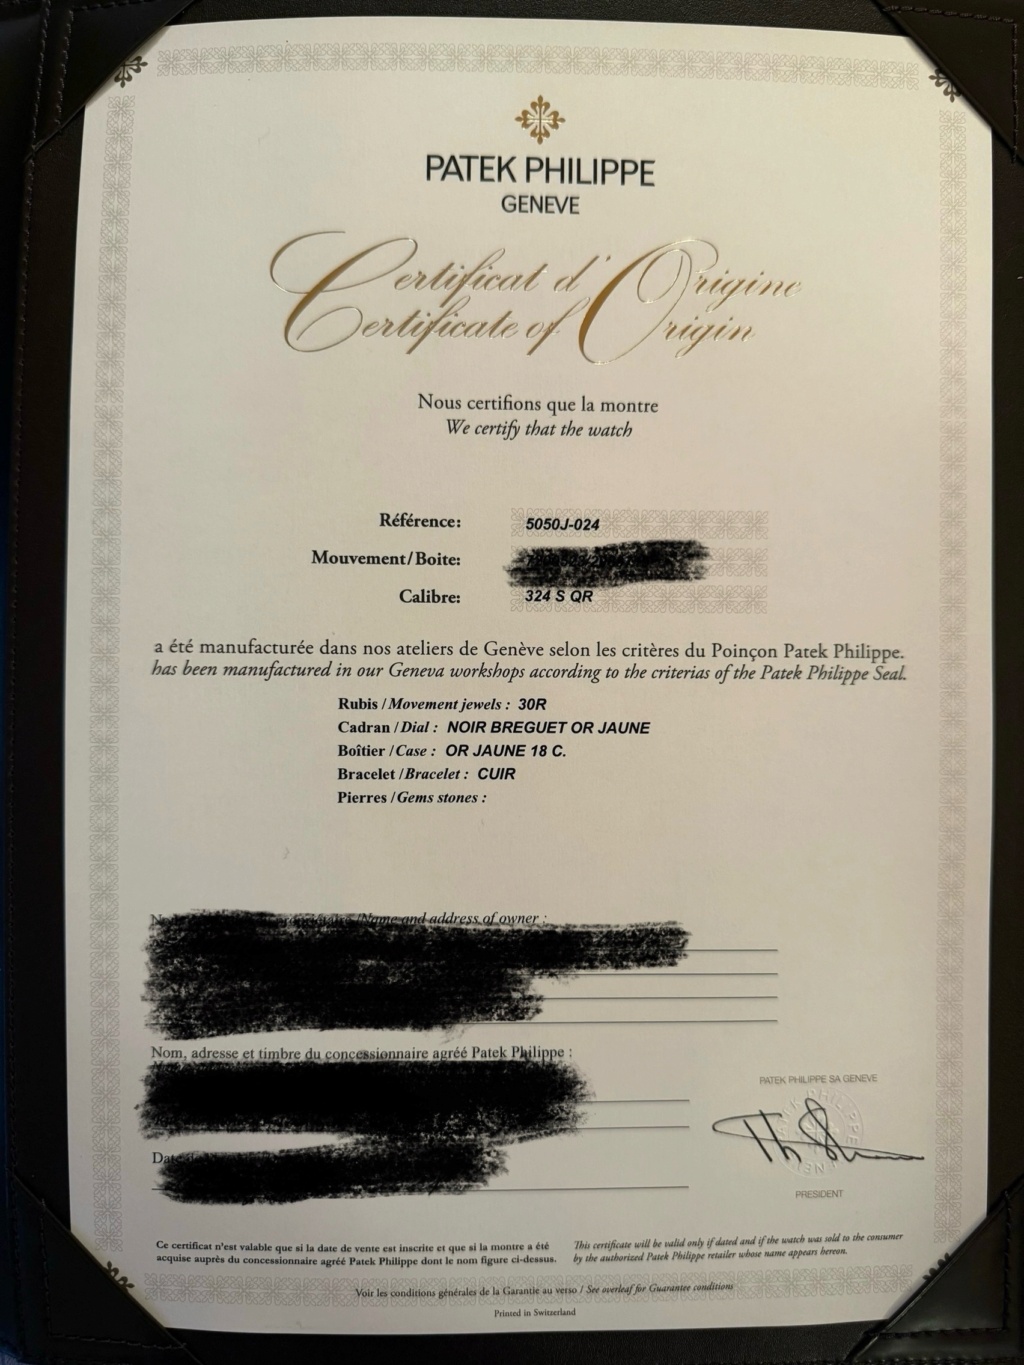 PATEK PHILIPPE
GENEVE
Certificat d'Origine
Certificate of Origin
Nous certifions que la montre
We certify that the watch
Référence: 5050J-024
Mouvement/Boite:
Calibre: 324 S QR
a été manufacturée dans nos ateliers de Genève selon les critères du Poinçon Patek Philippe.
has been manufactured in our Geneva workshops according to the criterias of the Patek Philippe Seal.
Rubis / Movement jewels : 30R
Cadran / Dial : NOIR BREGUET OR JAUNE
Boîtier / Case : OR JAUNE 18 C.
Bracelet / Bracelet : CUIR
Pierres / Gems stones :
/Name and address of owner :
Nom, adresse et timbre du concessionnaire agréé Patek Philippe :
PATEK PHILIPPE SA GENEVE
PRESIDENT
Ce certificat n'est valable que si la date de vente est inscrite et que si la montre a été
acquise auprès du concessionnaire agréé Patek Philippe dont le nom figure ci-dessus.
This certificate will be valid only if dated and if the watch was sold to the consumer
by the authorized Patek Philippe retailer whose name appears hereon.
Voir les conditions générales de la Garantie au verso / See overleaf for Guarantee conditions
Printed in Switzerland